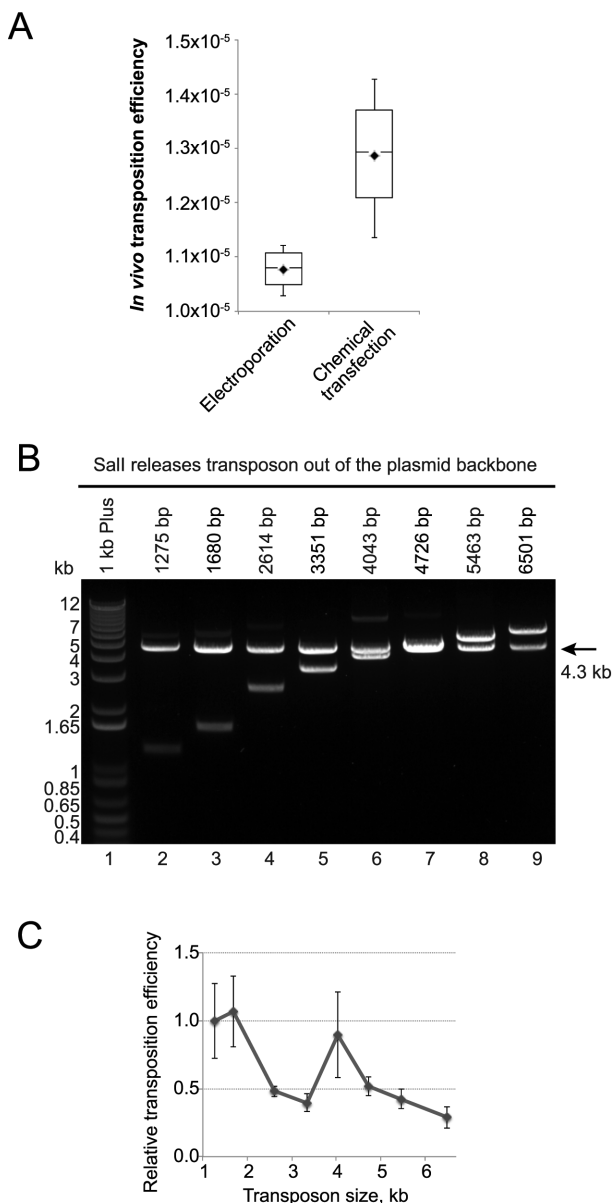 A
In vivo transposition efficiency
1.5x10-5
1.4x10-5
1.3x10-5
1.2x10-5
1.1x10-5
1.0x10-5
Electroporation
Chemical
transfection
B
SalI releases transposon out of the plasmid backbone
kb
1 kb Plus
1275 bp
1680 bp
2614 bp
3351 bp
4043 bp
4726 bp
5463 bp
6501 bp
12
7
5
4
3
2
1.65
1
0.85
0.65
0.5
0.4
4.3 kb
1 2 3 4 5 6 7 8 9
C
Relative transposition efficiency
1.5
1.0
0.5
0.0
1 2 3 4 5 6
Transposon size, kb